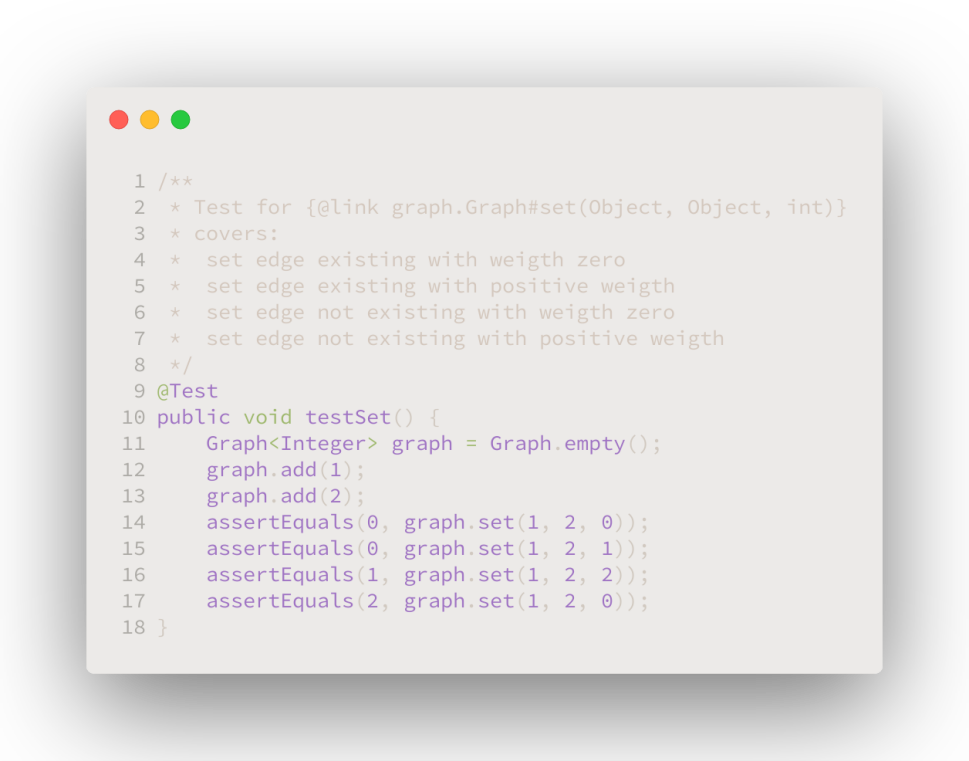 1 /**
2  * Test for {@link graph.Graph#set(Object, Object, int)}
3  * covers:
4  *  set edge existing with weigth zero
5  *  set edge existing with positive weigth
6  *  set edge not existing with weigth zero
7  *  set edge not existing with positive weigth
8  */
9 @Test
10 public void testSet() {
11     Graph<Integer> graph = Graph.empty();
12     graph.add(1);
13     graph.add(2);
14     assertEquals(0, graph.set(1, 2, 0));
15     assertEquals(0, graph.set(1, 2, 1));
16     assertEquals(1, graph.set(1, 2, 2));
17     assertEquals(2, graph.set(1, 2, 0));
18 }